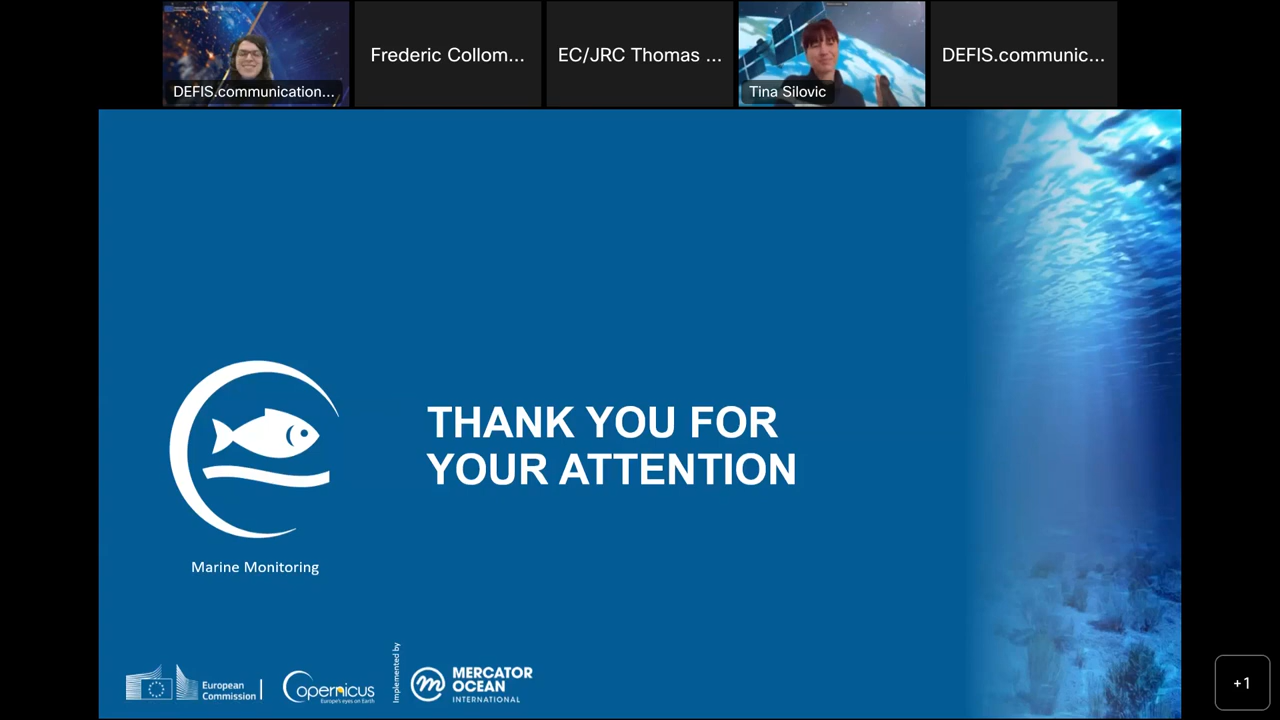 DEFIS.communication...
Frederic Collom...
EC/JRC Thomas ...
Tina Silovic
DEFIS.communic...
THANK YOU FOR
YOUR ATTENTION
Marine Monitoring
European
Commission
Copernicus
Europe's eyes on Earth
Implemented by
MERCATOR
OCEAN
INTERNATIONAL
+1